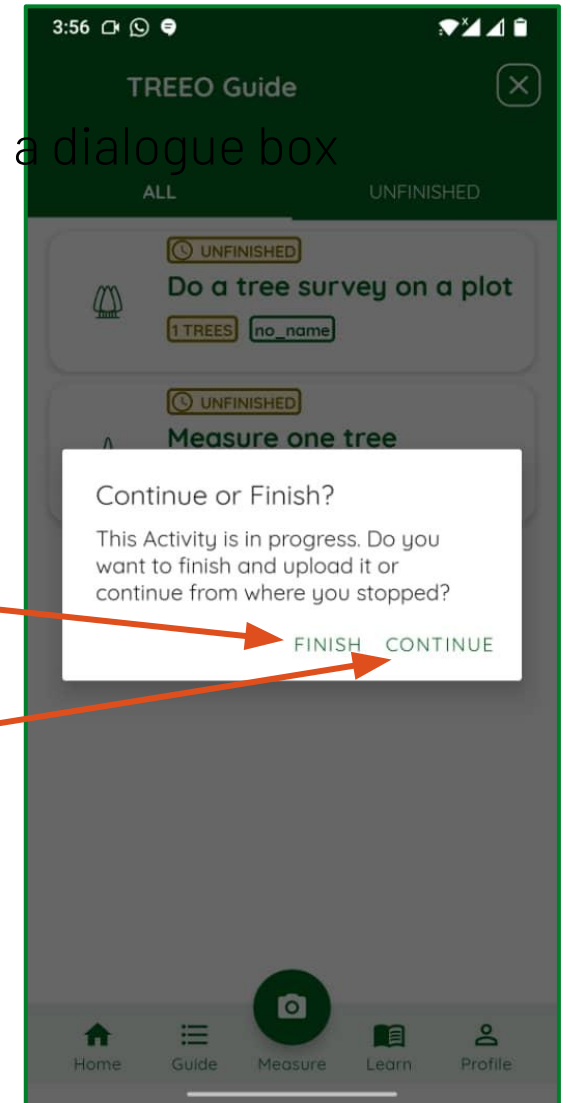 3:56
TREEO Guide
a dialogue box
ALL UNFINISHED
UNFINISHED
Do a tree survey on a plot
1 TREES no_name
UNFINISHED
Measure one tree
Continue or Finish?
This Activity is in progress. Do you
want to finish and upload it or
continue from where you stopped?
FINISH CONTINUE
Home Guide Measure Learn Profile